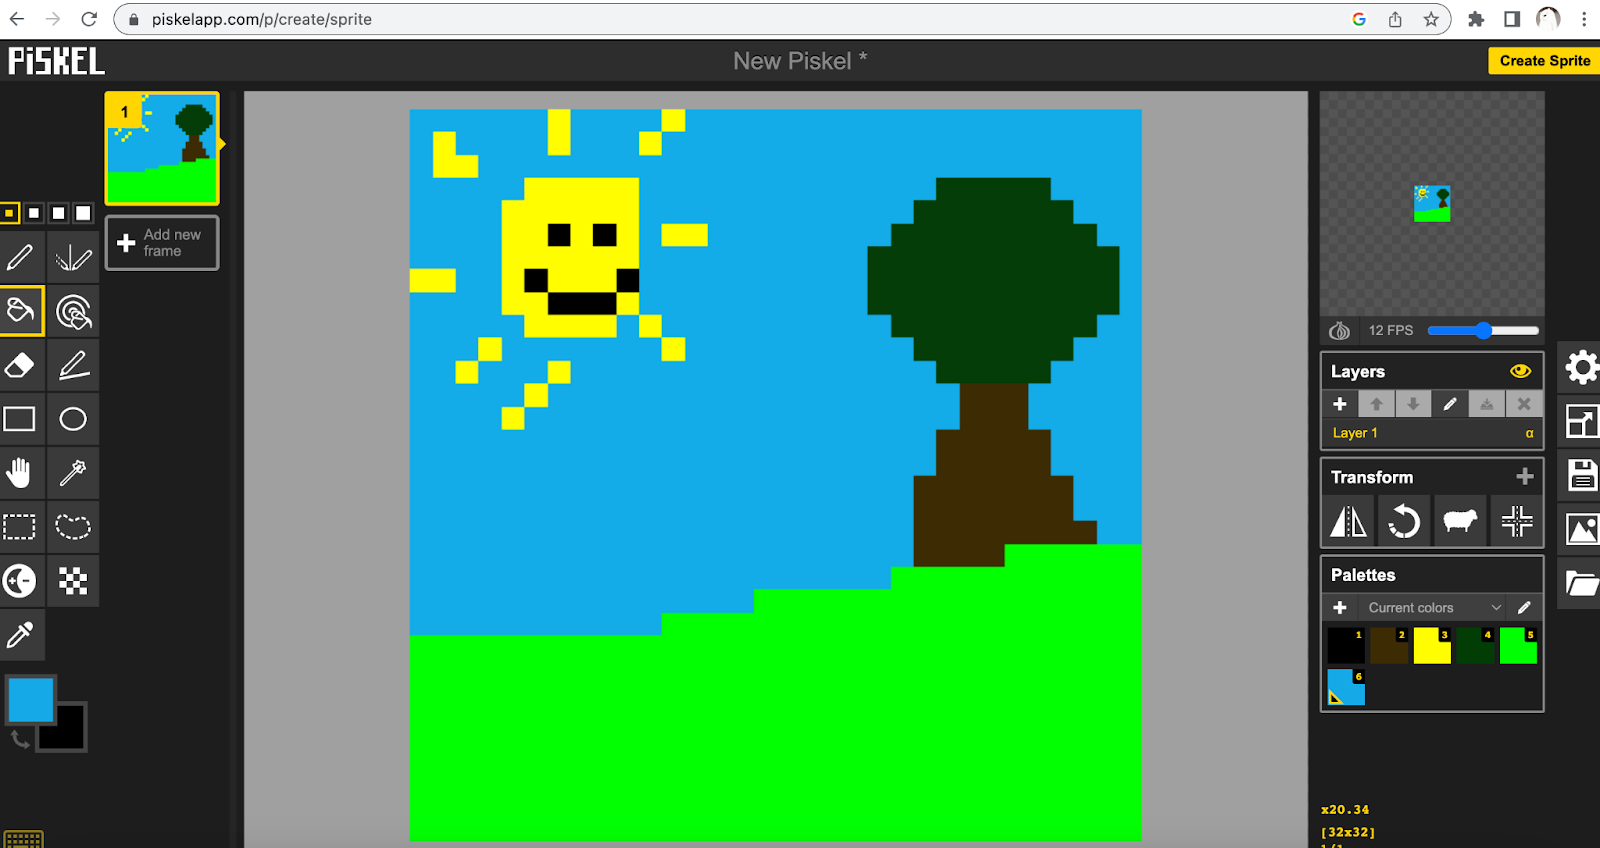 piskelapp.com/p/create/sprite
PiSKEL
New Piskel *
Create Sprite
1
Add new
frame
12 FPS
Layers
Layer 1
α
Transform
Palettes
Current colors
1 2 3 4 5
6
x20.34
[32x32]